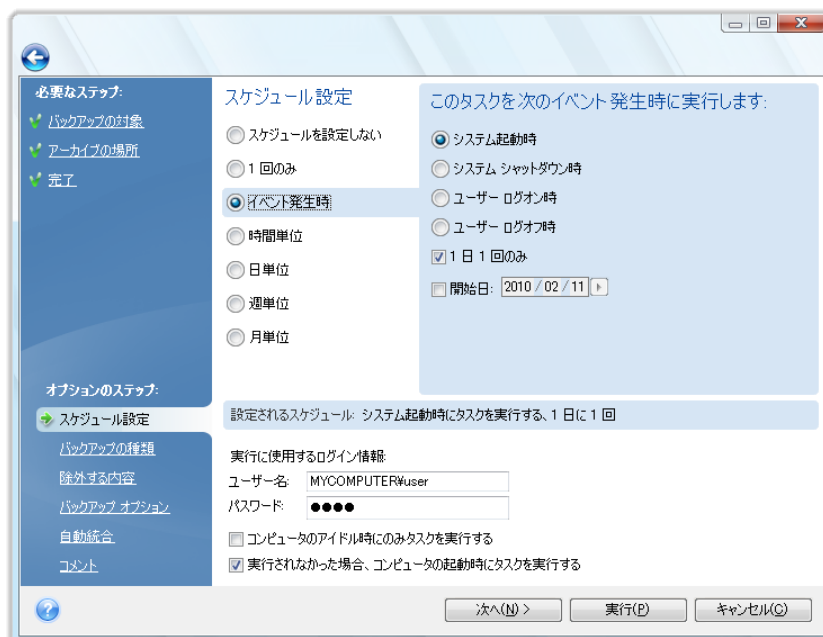 必要なステップ:
バックアップの対象
アーカイブの場所
完了
オプションのステップ:
スケジュール設定
バックアップの種類
除外する内容
バックアップ オプション
自動統合
コメント
スケジュール設定
スケジュールを設定しない
1 回のみ
イベント発生時
時間単位
日単位
週単位
月単位
このタスクを次のイベント発生時に実行します:
システム起動時
システム シャットダウン時
ユーザー ログオン時
ユーザー ログオフ時
1 日 1 回のみ
開始日: 2010 / 02 / 11
設定されるスケジュール: システム起動時にタスクを実行する、1 日に 1 回
実行に使用するログイン情報:
ユーザー名: MYCOMPUTER¥user
パスワード: ●●●●
コンピュータのアイドル時にのみタスクを実行する
実行されなかった場合、コンピュータの起動時にタスクを実行する
次へ(N) > 実行(P) キャンセル(C)